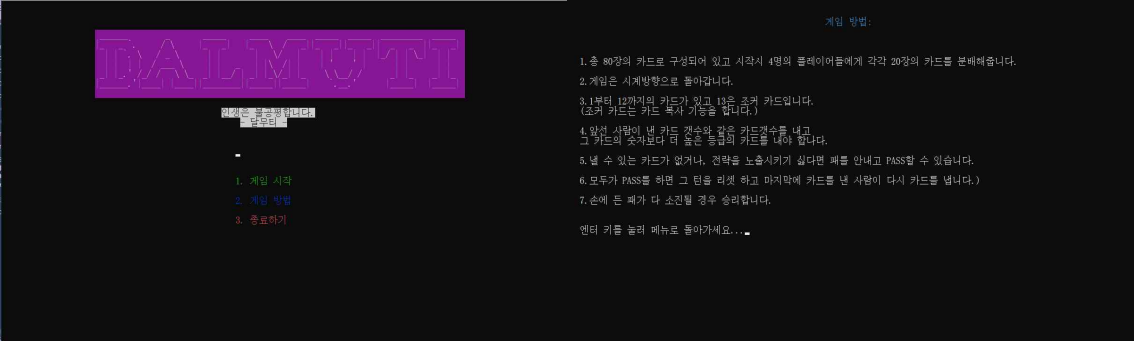 DALMUTI
인생은 불공평합니다.
- 달무티 -
1. 게임 시작
2. 게임 방법
3. 종료하기
게임 방법:
1.총 80장의 카드로 구성되어 있고 시작시 4명의 플레이어들에게 각각 20장의 카드를 분배해줍니다.
2.게임은 시계방향으로 돌아갑니다.
3.1부터 12까지의 카드가 있고 13은 조커 카드입니다.
(조커 카드는 카드 복사 기능을 합니다.)
4.앞선 사람이 낸 카드 갯수와 같은 카드갯수를 내고
그 카드의 숫자보다 더 높은 등급의 카드를 내야 합니다.
5.낼 수 있는 카드가 없거나, 전략을 노출시키기 싫다면 패를 안내고 PASS할 수 있습니다.
6.모두가 PASS를 하면 그 턴을 리셋 하고 마지막에 카드를 낸 사람이 다시 카드를 냅니다.)
7.손에 든 패가 다 소진될 경우 승리합니다.
엔터 키를 눌러 메뉴로 돌아가세요...